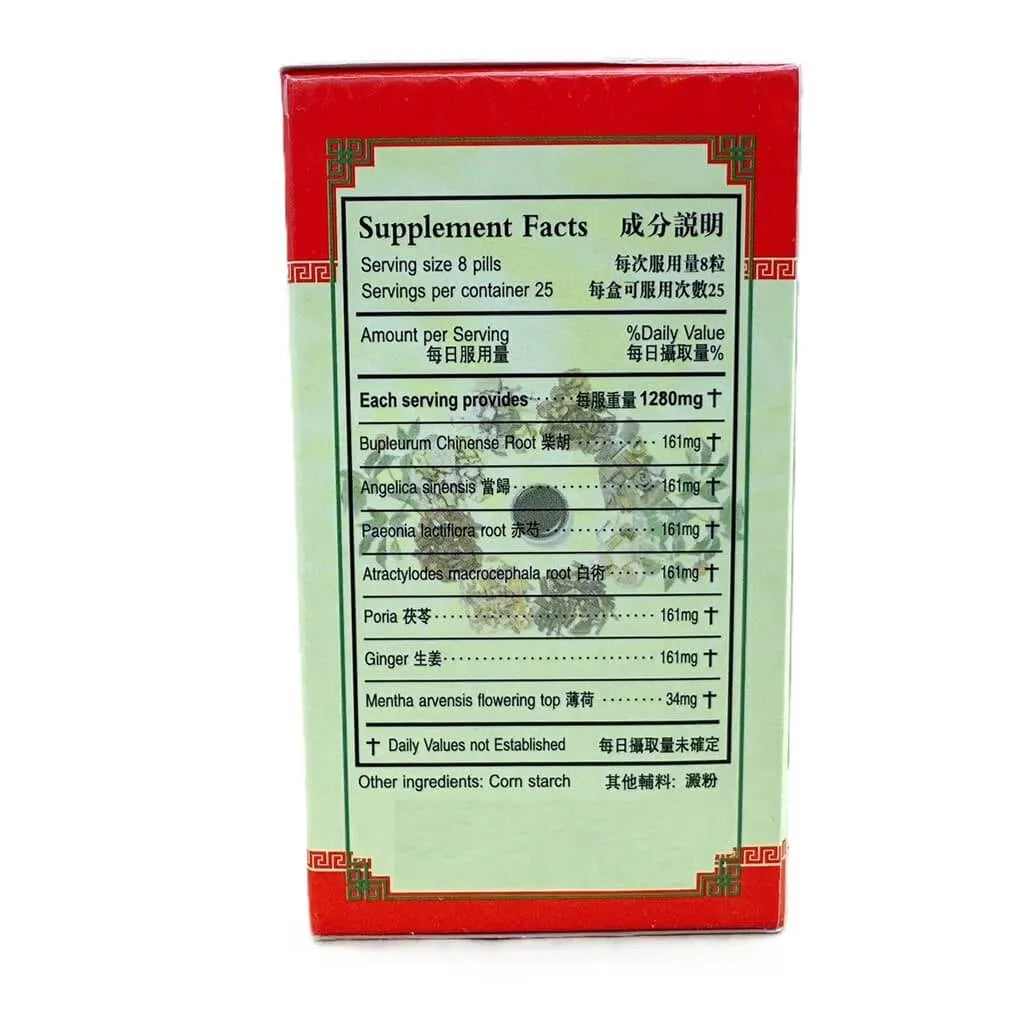 Supplement Facts 成分説明
Serving size 8 pills 每次服用量8粒
Servings per container 25 每盒可服用次數25
Amount per Serving %Daily Value
每日服用量 每日攝取量%
Each serving provides······每服重量 1280mg †
Bupleurum Chinense Root 柴胡··········· 161mg †
Angelica sinensis 當歸······················161mg †
Paeonia lactiflora root 赤芍·················161mg †
Atractylodes macrocephala root 白術·······161mg †
Poria 茯苓··································· 161mg †
Ginger 生姜································· 161mg †
Mentha arvensis flowering top 薄荷 ········ 34mg †
† Daily Values not Established 每日攝取量未確定
Other ingredients: Corn starch 其他輔料: 澱粉